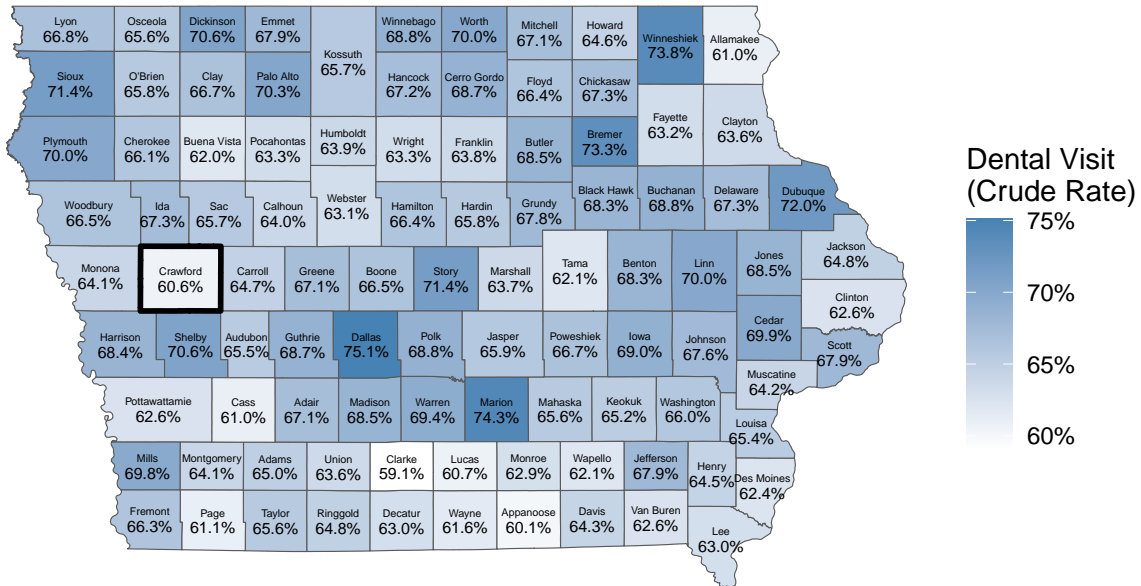 Lyon
66.8%
Osceola
65.6%
Dickinson
70.6%
Emmet
67.9%
Kossuth
65.7%
Winnebago
68.8%
Worth
70.0%
Mitchell
67.1%
Howard
64.6%
Winneshiek
73.8%
Allamakee
61.0%
Sioux
71.4%
O'Brien
65.8%
Clay
66.7%
Palo Alto
70.3%
Hancock
67.2%
Cerro Gordo
68.7%
Floyd
66.4%
Chickasaw
67.3%
Fayette
63.2%
Clayton
63.6%
Plymouth
70.0%
Cherokee
66.1%
Buena Vista
62.0%
Pocahontas
63.3%
Humboldt
63.9%
Wright
63.3%
Franklin
63.8%
Butler
68.5%
Bremer
73.3%
Woodbury
66.5%
Ida
67.3%
Sac
65.7%
Calhoun
64.0%
Webster
63.1%
Hamilton
66.4%
Hardin
65.8%
Grundy
67.8%
Black Hawk
68.3%
Buchanan
68.8%
Delaware
67.3%
Dubuque
72.0%
Monona
64.1%
Crawford
60.6%
Carroll
64.7%
Greene
67.1%
Boone
66.5%
Story
71.4%
Marshall
63.7%
Tama
62.1%
Benton
68.3%
Linn
70.0%
Jones
68.5%
Jackson
64.8%
Clinton
62.6%
Harrison
68.4%
Shelby
70.6%
Audubon
65.5%
Guthrie
68.7%
Dallas
75.1%
Polk
68.8%
Jasper
65.9%
Poweshiek
66.7%
Iowa
69.0%
Johnson
67.6%
Cedar
69.9%
Scott
67.9%
Muscatine
64.2%
Pottawattamie
62.6%
Cass
61.0%
Adair
67.1%
Madison
68.5%
Warren
69.4%
Marion
74.3%
Mahaska
65.6%
Keokuk
65.2%
Washington
66.0%
Louisa
65.4%
Mills
69.8%
Montgomery
64.1%
Adams
65.0%
Union
63.6%
Clarke
59.1%
Lucas
60.7%
Monroe
62.9%
Wapello
62.1%
Jefferson
67.9%
Henry
64.5%
Des Moines
62.4%
Fremont
66.3%
Page
61.1%
Taylor
65.6%
Ringgold
64.8%
Decatur
63.0%
Wayne
61.6%
Appanoose
60.1%
Davis
64.3%
Van Buren
62.6%
Lee
63.0%
Dental Visit
(Crude Rate)
75%
70%
65%
60%